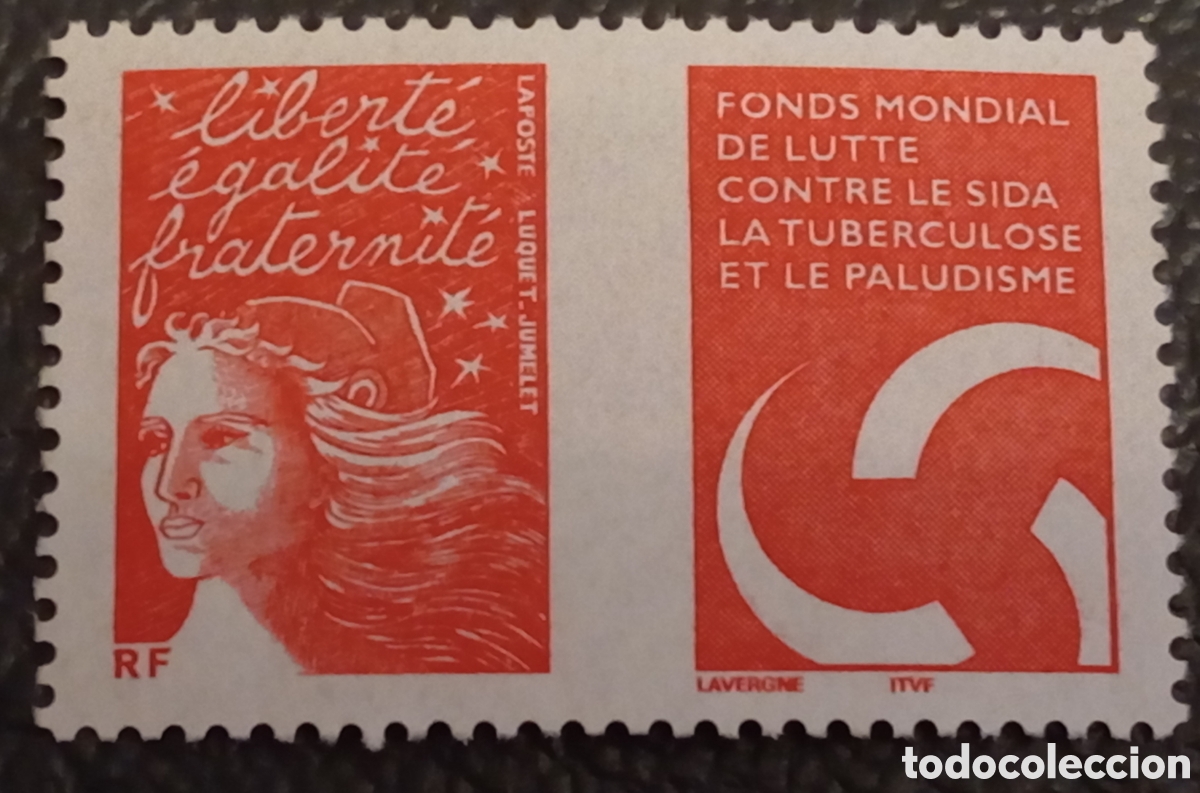 liberté
égalité
fraternité
LAPOSTE LUQUET-JUMELET
RF
FONDS MONDIAL
DE LUTTE
CONTRE LE SIDA
LA TUBERCULOSE
ET LE PALUDISME
LAVERGNE ITVF
todocoleccion